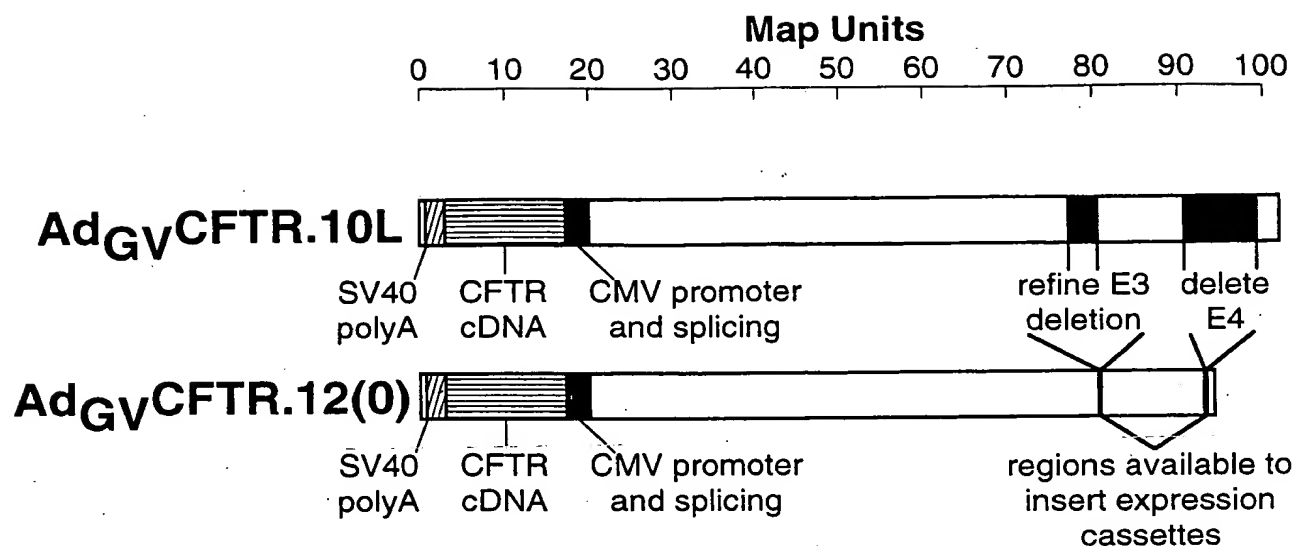 Map Units
0 10 20 30 40 50 60 70 80 90 100
AdGVCFTR.10L
SV40 polyA
CFTR cDNA
CMV promoter and splicing
refine E3 deletion
delete E4
AdGVCFTR.12(0)
SV40 polyA
CFTR cDNA
CMV promoter and splicing
regions available to insert expression cassettes